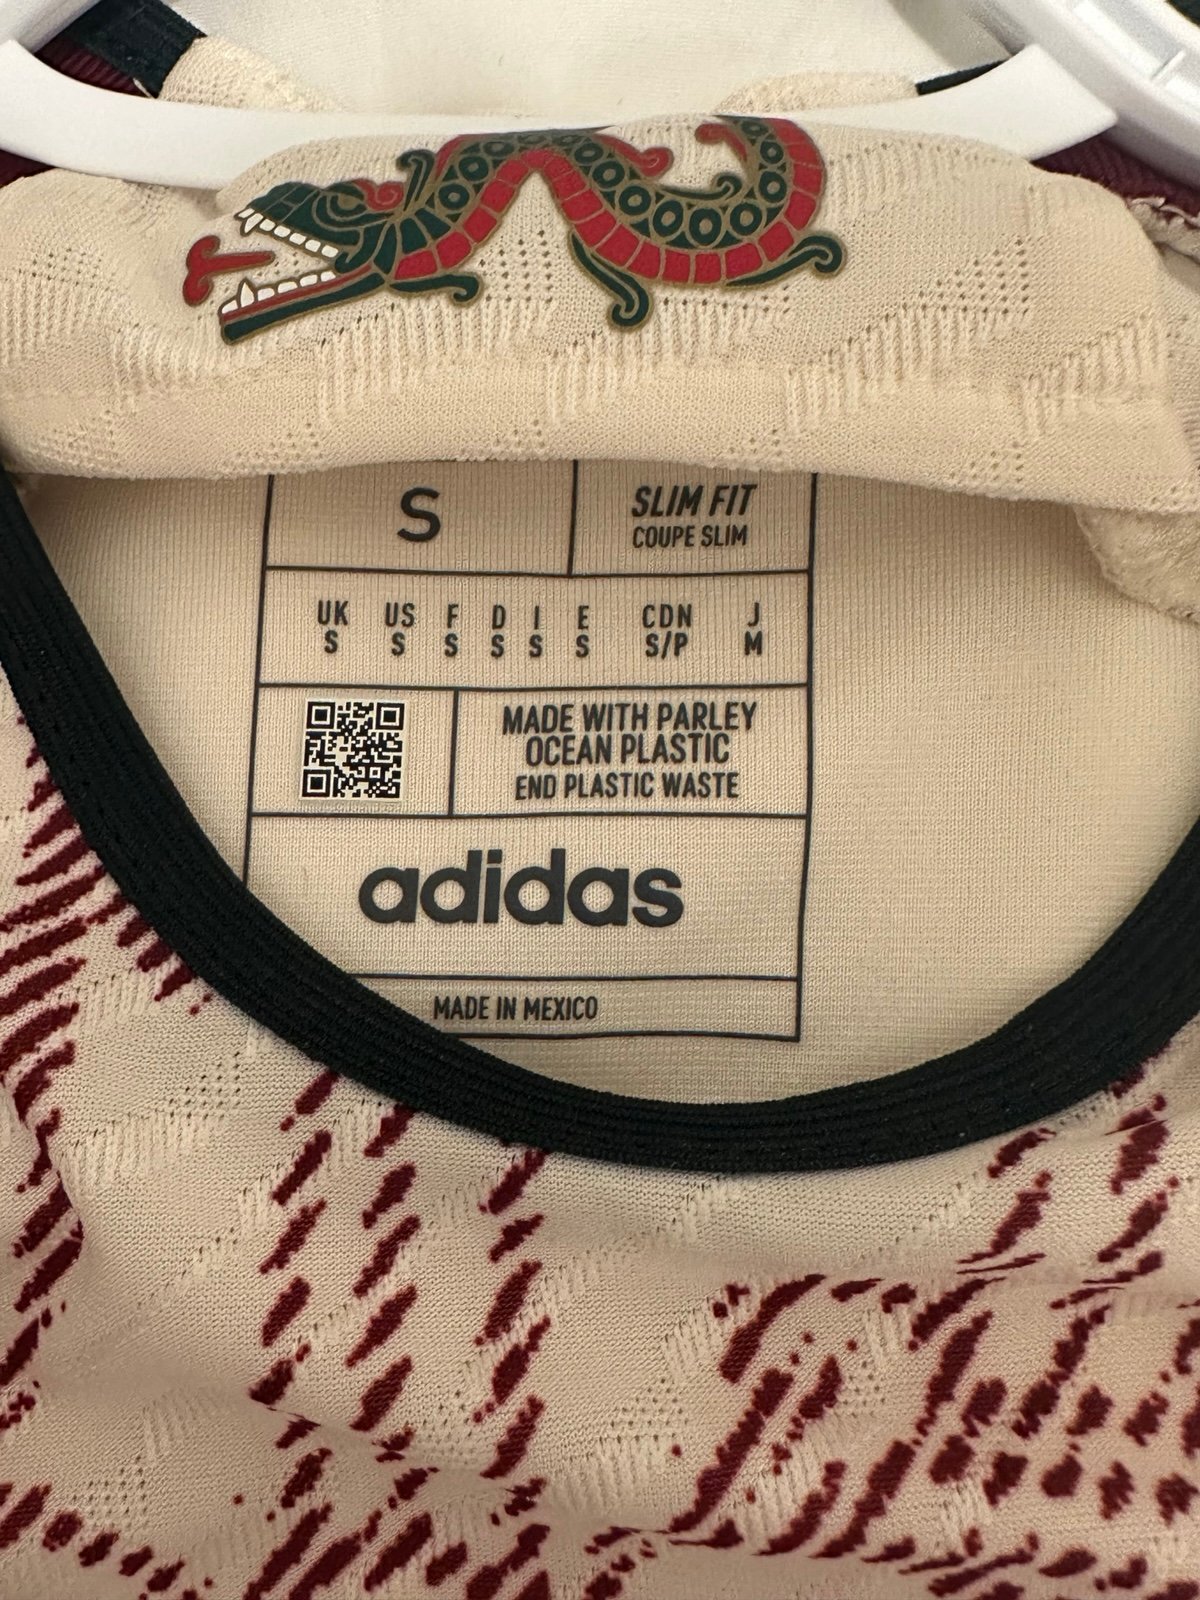 S
SLIM FIT
COUPE SLIM
UK US F D I E CDN J
S S S S S S S/P M
MADE WITH PARLEY
OCEAN PLASTIC
END PLASTIC WASTE
adidas
MADE IN MEXICO